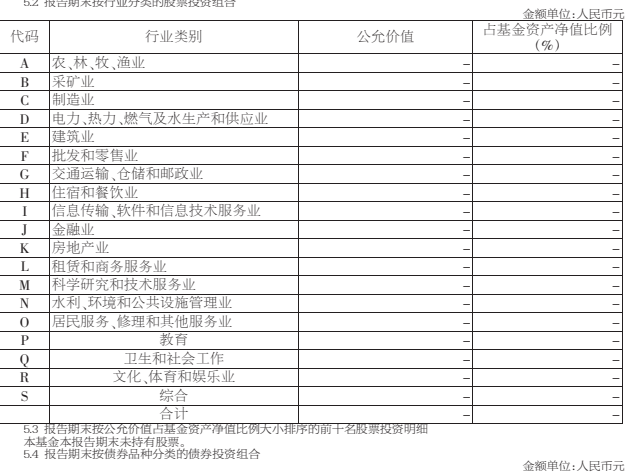 5.2 报告期末按行业分类的股票投资组合
金额单位:人民币元
代码 行业类别 公允价值 占基金资产净值比例(%)
A 农、林、牧、渔业 – –
B 采矿业 – –
C 制造业 – –
D 电力、热力、燃气及水生产和供应业 – –
E 建筑业 – –
F 批发和零售业 – –
G 交通运输、仓储和邮政业 – –
H 住宿和餐饮业 – –
I 信息传输、软件和信息技术服务业 – –
J 金融业 – –
K 房地产业 – –
L 租赁和商务服务业 – –
M 科学研究和技术服务业 – –
N 水利、环境和公共设施管理业 – –
O 居民服务、修理和其他服务业 – –
P 教育 – –
Q 卫生和社会工作 – –
R 文化、体育和娱乐业 – –
S 综合 – –
合计 – –
5.3 报告期末按公允价值占基金资产净值比例大小排序的前十名股票投资明细
本基金本报告期末未持有股票。
5.4 报告期末按债券品种分类的债券投资组合
金额单位:人民币元